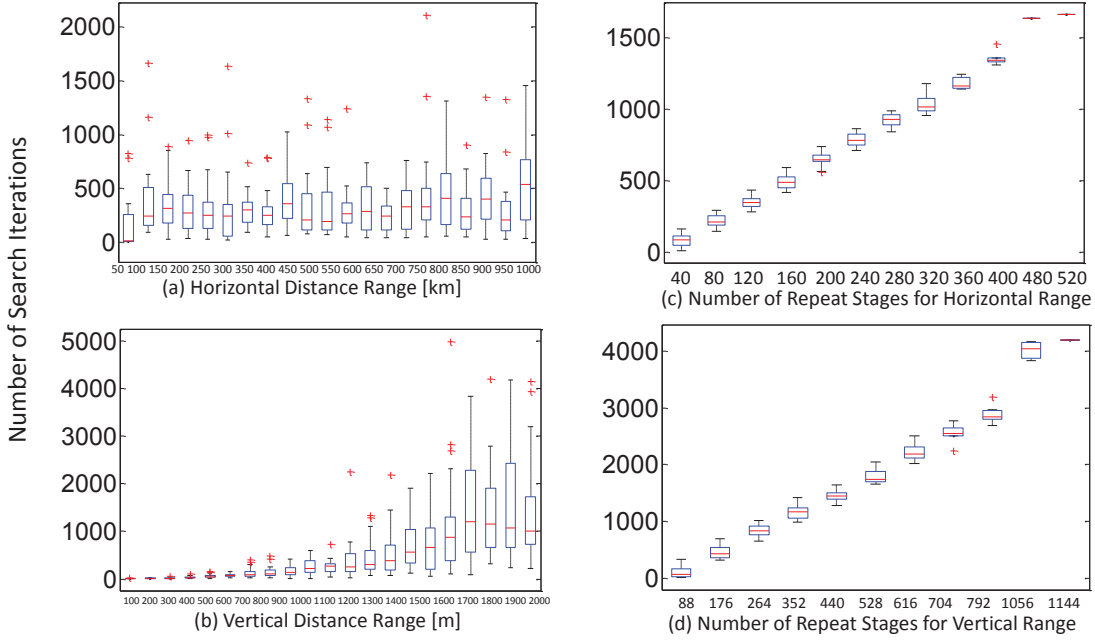 Number of Search Iterations
2000
1500
1000
500
0
50 100 150 200 250 300 350 400 450 500 550 600 650 700 750 800 850 900 950 1000
(a) Horizontal Distance Range [km]
1500
1000
500
0
40 80 120 160 200 240 280 320 360 400 480 520
(c) Number of Repeat Stages for Horizontal Range
5000
4000
3000
2000
1000
0
100 200 300 400 500 600 700 800 900 1000 1100 1200 1300 1400 1500 1600 1700 1800 1900 2000
(b) Vertical Distance Range [m]
4000
3000
2000
1000
0
88 176 264 352 440 528 616 704 792 1056 1144
(d) Number of Repeat Stages for Vertical Range